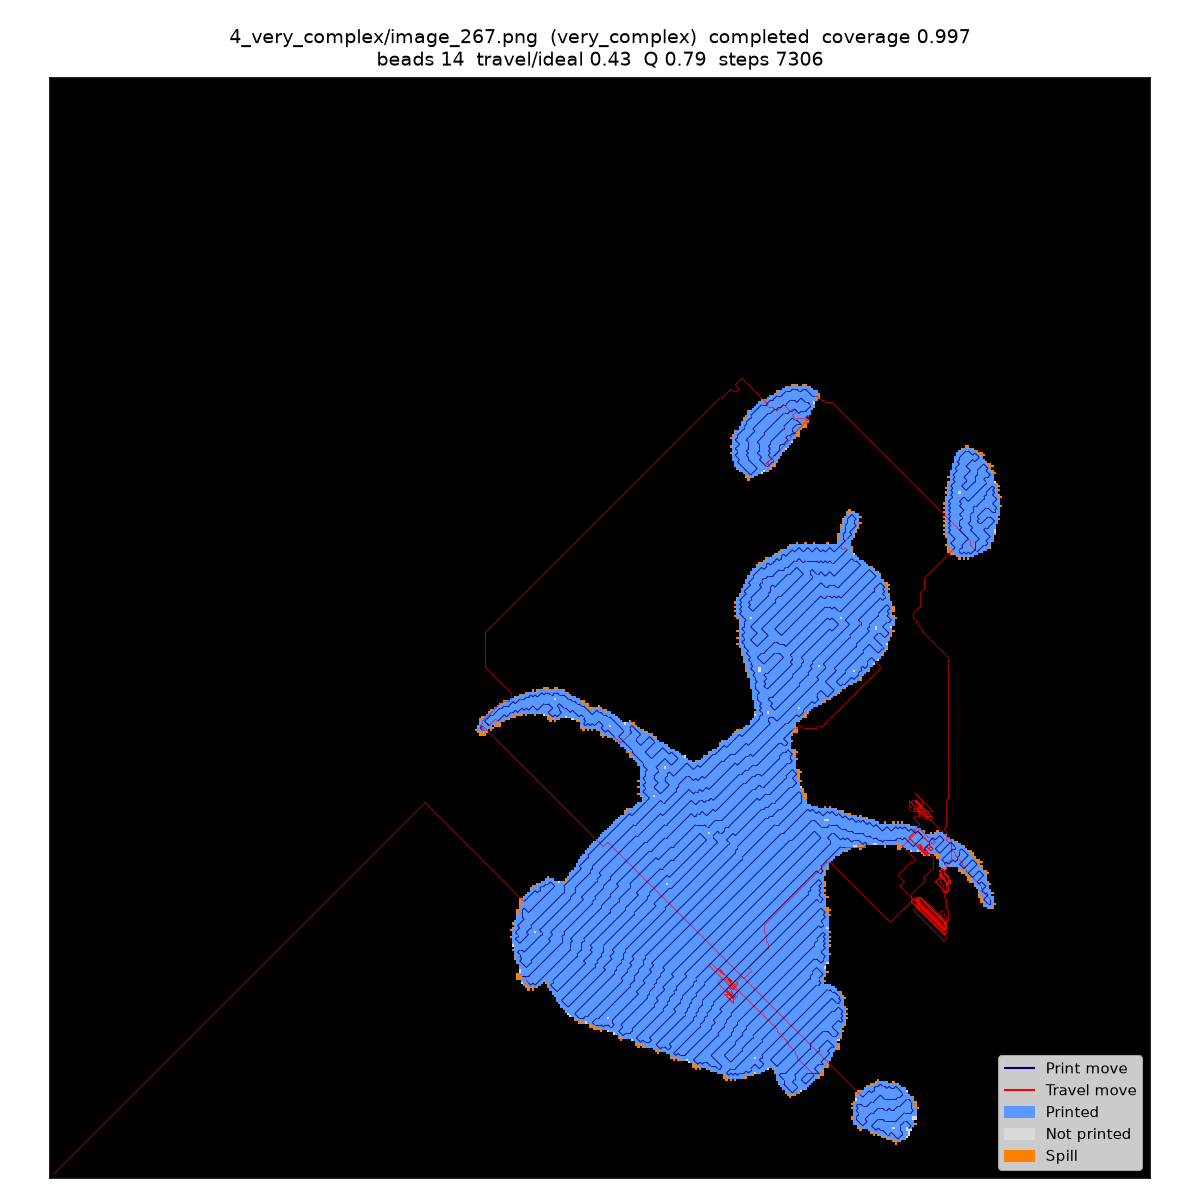 4_very_complex/image_267.png  (very_complex)  completed  coverage 0.997
beads 14  travel/ideal 0.43  Q 0.79  steps 7306
Print move
Travel move
Printed
Not printed
Spill